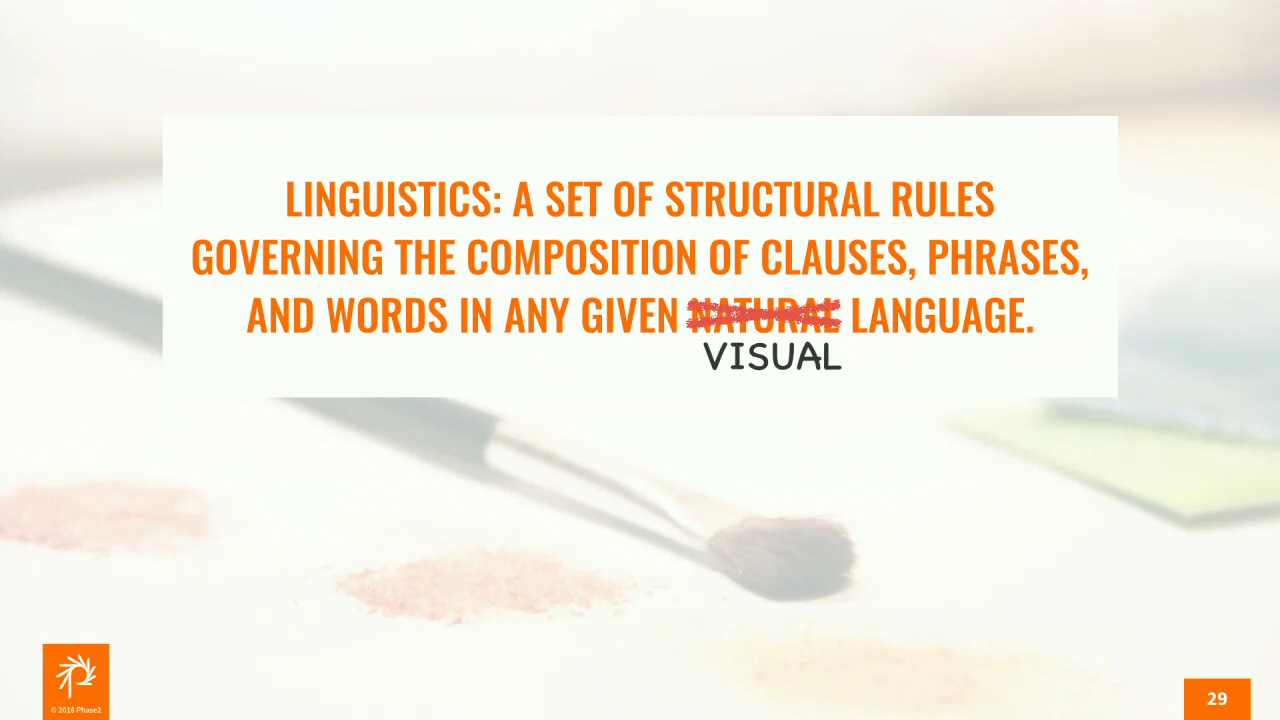 LINGUISTICS: A SET OF STRUCTURAL RULES
GOVERNING THE COMPOSITION OF CLAUSES, PHRASES,
AND WORDS IN ANY GIVEN NATURAL LANGUAGE.
VISUAL
© 2016 Phase2
29